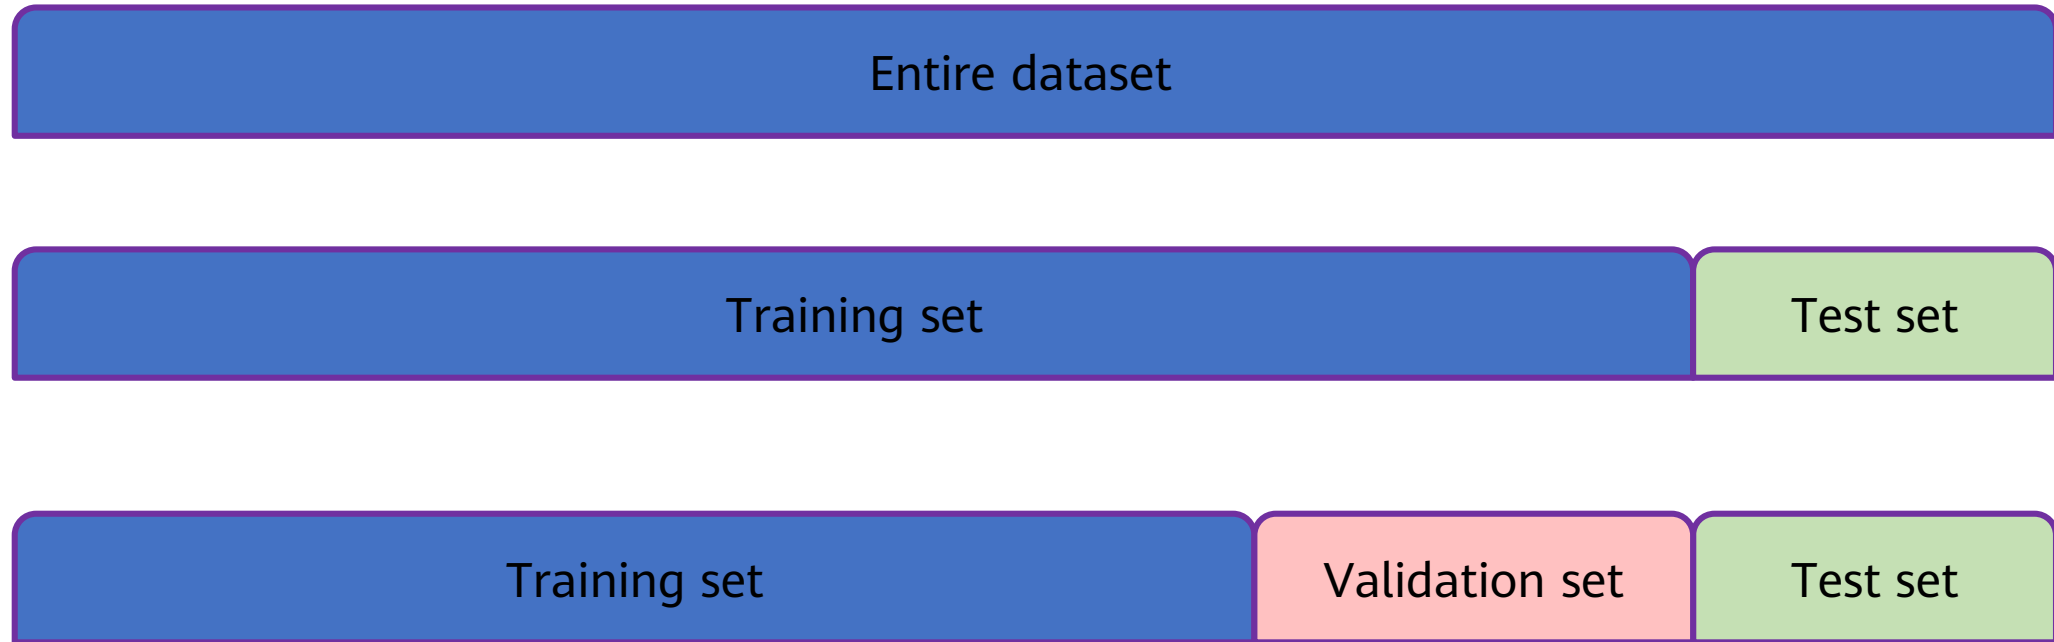 Entire dataset
Training set
Test set
Training set
Validation set
Test set